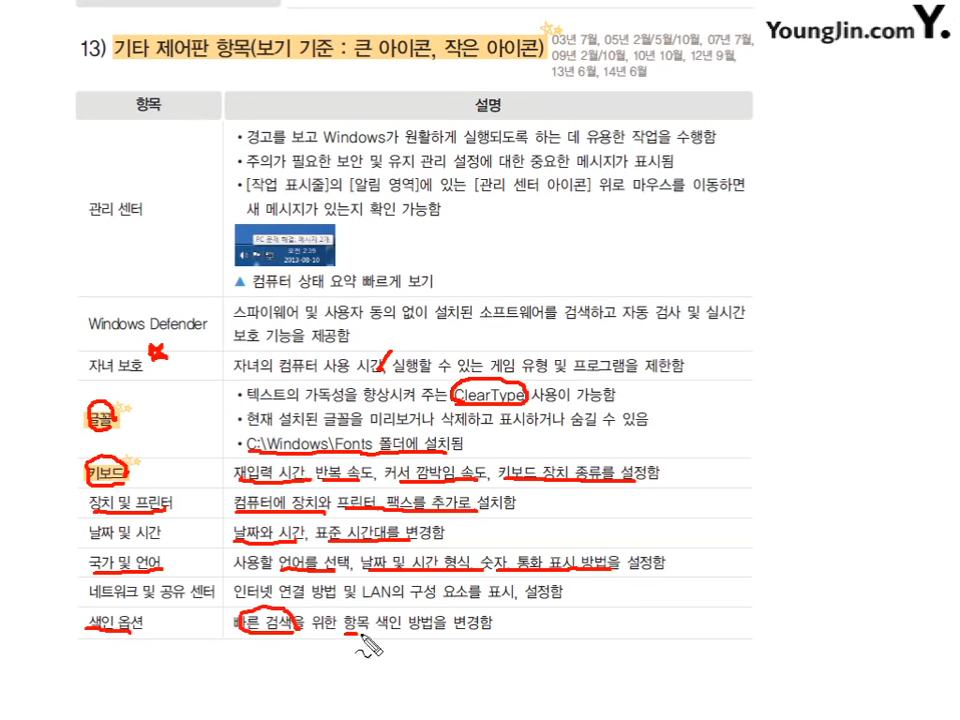 YoungJin.com Y.
13) 기타 제어판 항목(보기 기준 : 큰 아이콘, 작은 아이콘)
03년 7월, 05년 2월/5월/10월, 07년 7월,
09년 2월/10월, 10년 10월, 12년 9월,
13년 6월, 14년 6월
항목 설명
관리 센터
• 경고를 보고 Windows가 원활하게 실행되도록 하는 데 유용한 작업을 수행함
• 주의가 필요한 보안 및 유지 관리 설정에 대한 중요한 메시지가 표시됨
• [작업 표시줄]의 [알림 영역]에 있는 [관리 센터 아이콘] 위로 마우스를 이동하면
새 메시지가 있는지 확인 가능함
PC 문제 해결: 메시지 2개
오전 2:39
2013-08-10
▲ 컴퓨터 상태 요약 빠르게 보기
Windows Defender
스파이웨어 및 사용자 동의 없이 설치된 소프트웨어를 검색하고 자동 검사 및 실시간
보호 기능을 제공함
자녀 보호 자녀의 컴퓨터 사용 시간, 실행할 수 있는 게임 유형 및 프로그램을 제한함
글꼴
• 텍스트의 가독성을 향상시켜 주는 ClearType 사용이 가능함
• 현재 설치된 글꼴을 미리보거나 삭제하고 표시하거나 숨길 수 있음
• C:\Windows\Fonts 폴더에 설치됨
키보드 재입력 시간, 반복 속도, 커서 깜박임 속도, 키보드 장치 종류를 설정함
장치 및 프린터 컴퓨터에 장치와 프린터, 팩스를 추가로 설치함
날짜 및 시간 날짜와 시간, 표준 시간대를 변경함
국가 및 언어 사용할 언어를 선택, 날짜 및 시간 형식, 숫자, 통화 표시 방법을 설정함
네트워크 및 공유 센터 인터넷 연결 방법 및 LAN의 구성 요소를 표시, 설정함
색인 옵션 빠른 검색을 위한 항목 색인 방법을 변경함